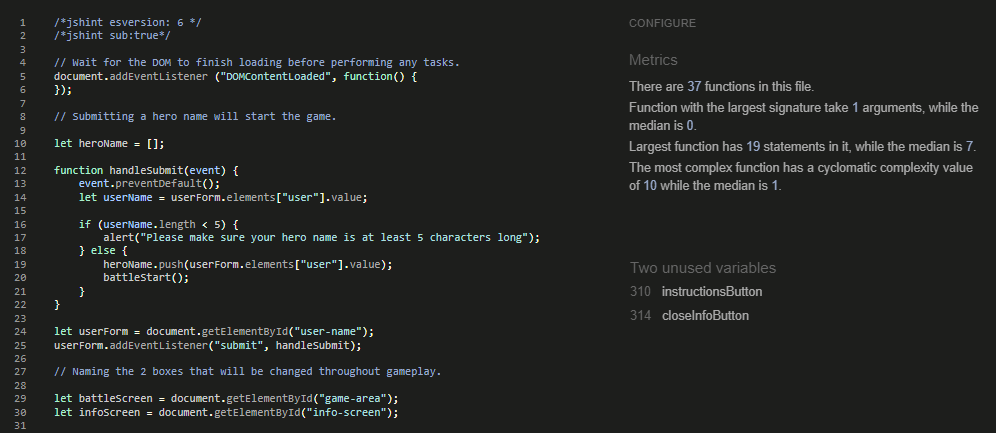 1 /*jshint esversion: 6 */
2 /*jshint sub:true*/
3
4 // Wait for the DOM to finish loading before performing any tasks.
5 document.addEventListener ("DOMContentLoaded", function() {
6 });
7
8 // Submitting a hero name will start the game.
9
10 let heroName = [];
11
12 function handleSubmit(event) {
13     event.preventDefault();
14     let userName = userForm.elements["user"].value;
15
16     if (userName.length < 5) {
17         alert("Please make sure your hero name is at least 5 characters long");
18     } else {
19         heroName.push(userForm.elements["user"].value);
20         battleStart();
21     }
22 }
23
24 let userForm = document.getElementById("user-name");
25 userForm.addEventListener("submit", handleSubmit);
26
27 // Naming the 2 boxes that will be changed throughout gameplay.
28
29 let battleScreen = document.getElementById("game-area");
30 let infoScreen = document.getElementById("info-screen");
31
CONFIGURE
Metrics
There are 37 functions in this file.
Function with the largest signature take 1 arguments, while the
median is 0.
Largest function has 19 statements in it, while the median is 7.
The most complex function has a cyclomatic complexity value
of 10 while the median is 1.
Two unused variables
310 instructionsButton
314 closeInfoButton